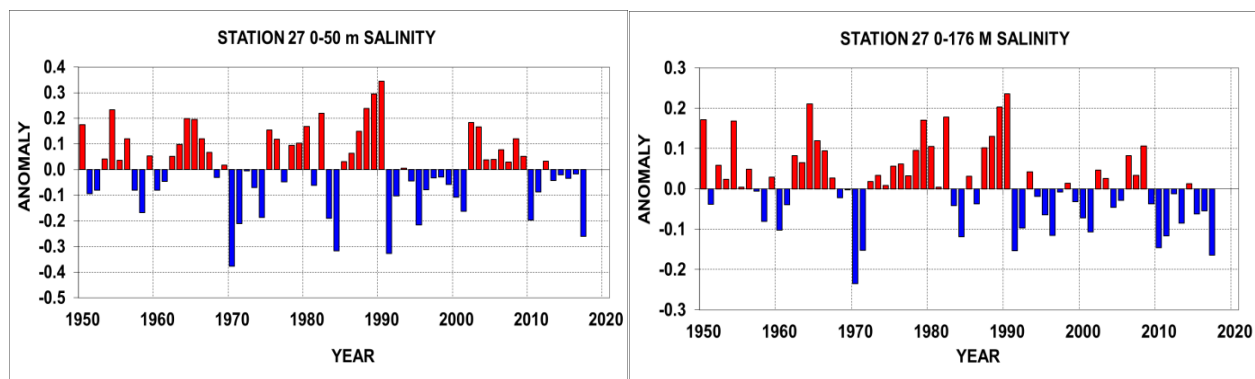 STATION 27 0-50 m SALINITY
0.4
0.3
0.2
0.1
0.0
-0.1
-0.2
-0.3
-0.4
-0.5
ANOMALY
1950 1960 1970 1980 1990 2000 2010 2020
YEAR
STATION 27 0-176 M SALINITY
0.3
0.2
0.1
0.0
-0.1
-0.2
-0.3
ANOMALY
1950 1960 1970 1980 1990 2000 2010 2020
YEAR